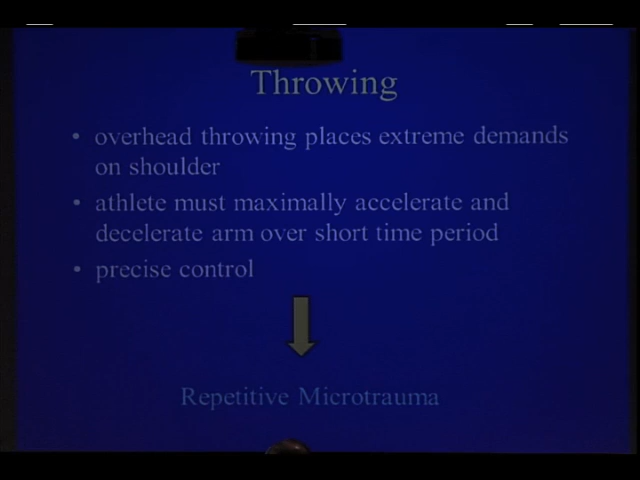 Throwing
• overhead throwing places extreme demands
on shoulder
• athlete must maximally accelerate and
decelerate arm over short time period
• precise control
Repetitive Microtrauma